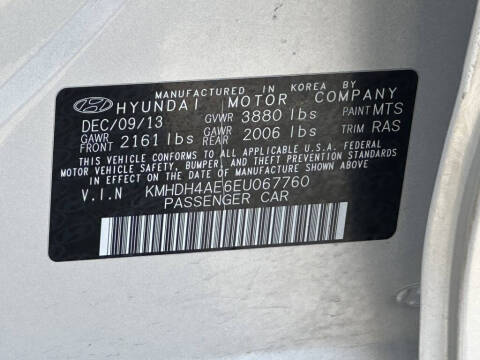 MANUFACTURED IN KOREA BY
HYUNDAI MOTOR COMPANY
DEC/09/13 GVWR 3880 lbs PAINT MTS
GAWR FRONT 2161 lbs GAWR REAR 2006 lbs TRIM RAS
THIS VEHICLE CONFORMS TO ALL APPLICABLE U.S.A. FEDERAL
MOTOR VEHICLE SAFETY, BUMPER, AND THEFT PREVENTION STANDARDS
IN EFFECT ON THE DATE OF MANUFACTURE SHOWN ABOVE
V.I.N KMHDH4AE6EU067760
PASSENGER CAR